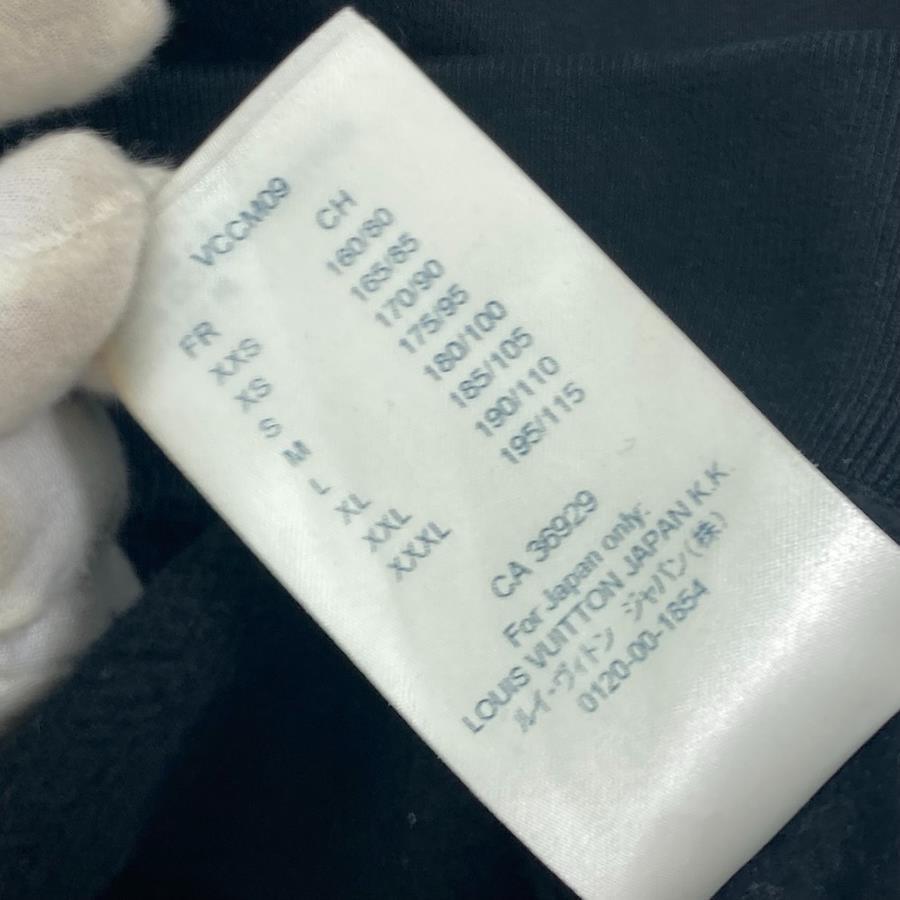 VCCM09
FR CH
XXS 160/80
XS 165/85
S 170/90
M 175/95
L 180/100
XL 185/105
XXL 190/110
XXXL 195/115
CA 36929
For Japan only:
LOUIS VUITTON JAPAN K.K.
ルイ・ヴィトン ジャパン(株)
0120-00-1854